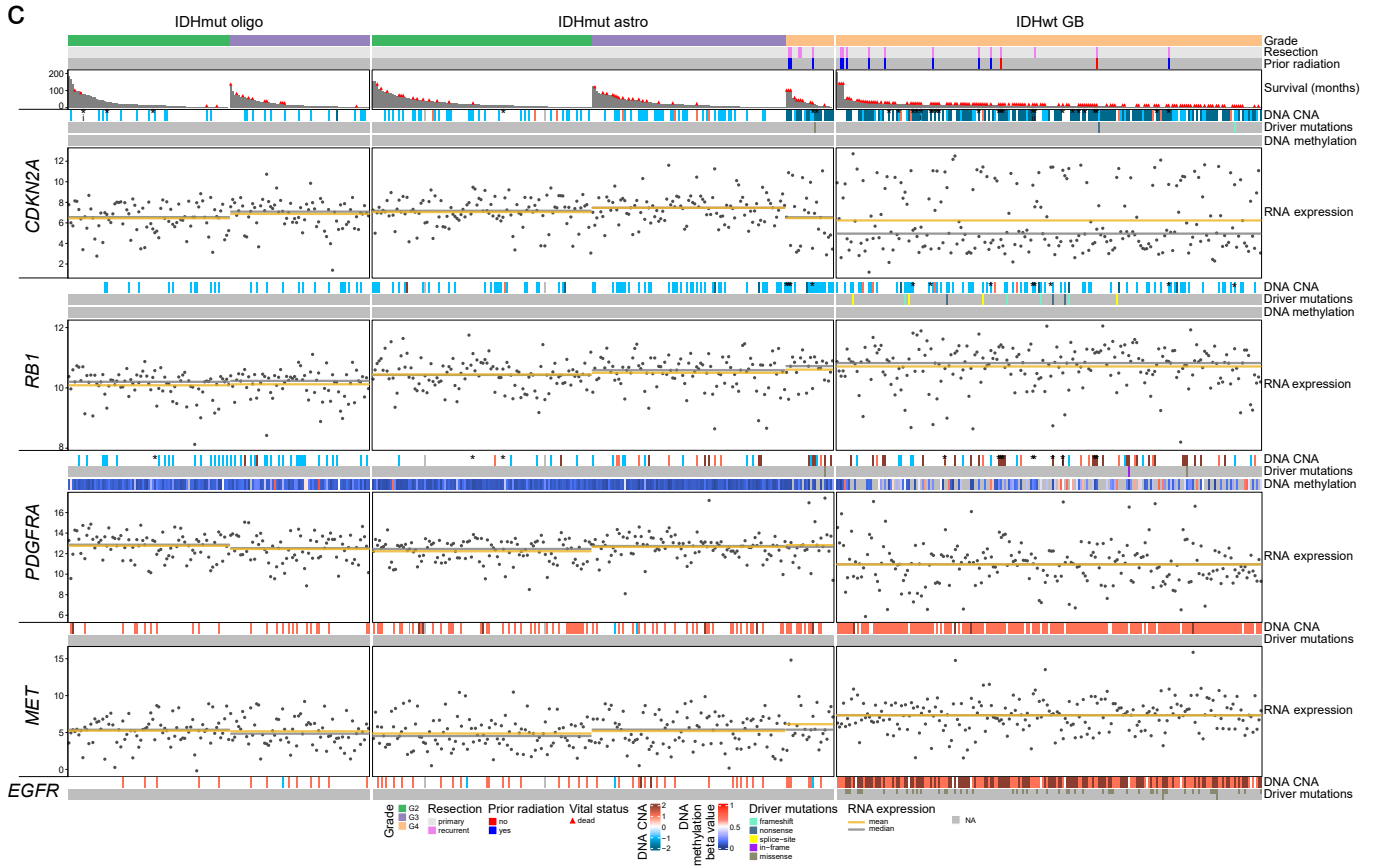 C
IDHmut oligo IDHmut astro IDHwt GB
Grade
Resection
Prior radiation
200
100
0
Survival (months)
DNA CNA
Driver mutations
DNA methylation
CDKN2A
12
10
8
6
4
2
RNA expression
DNA CNA
Driver mutations
DNA methylation
RB1
12
10
8
RNA expression
DNA CNA
Driver mutations
DNA methylation
PDGFRA
16
14
12
10
8
6
RNA expression
DNA CNA
Driver mutations
MET
15
10
5
0
RNA expression
EGFR
DNA CNA
Driver mutations
Grade
G2
G3
G4
Resection
primary
recurrent
Prior radiation
no
yes
Vital status
dead
DNA CNA
2
1
0
−1
−2
DNA methylation beta value
1
0.5
0
Driver mutations
frameshift
nonsense
splice−site
in−frame
missense
RNA expression
mean
median
NA